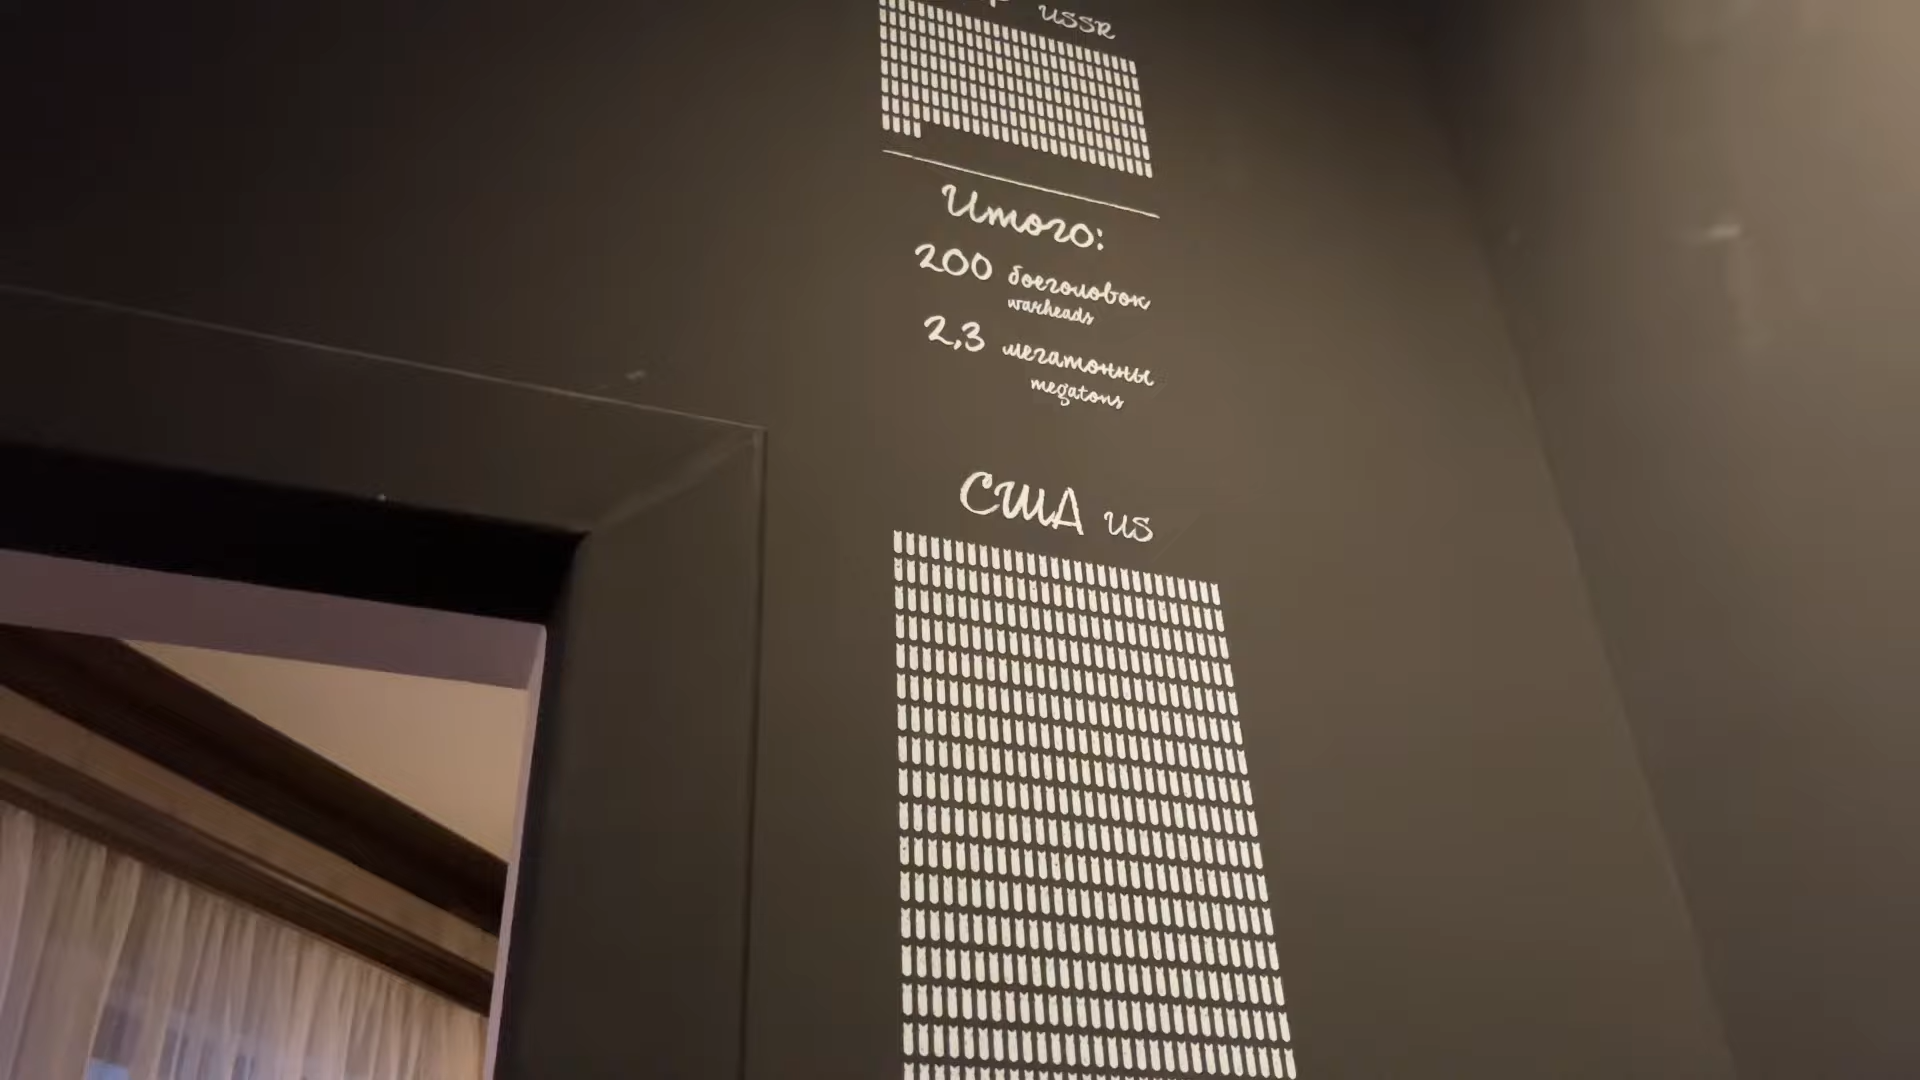 USSR
Итого:
200 боеголовок
warheads
2,3 мегатонны
megatons
США US